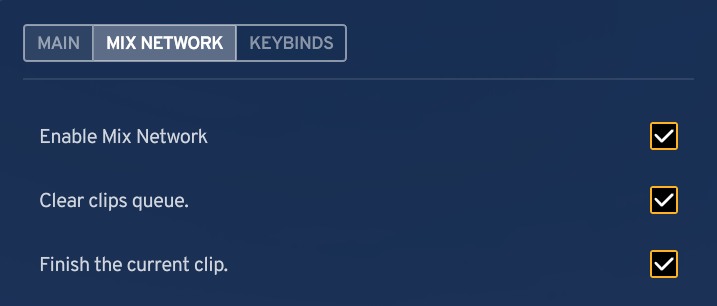 MAIN MIX NETWORK KEYBINDS
Enable Mix Network
Clear clips queue.
Finish the current clip.